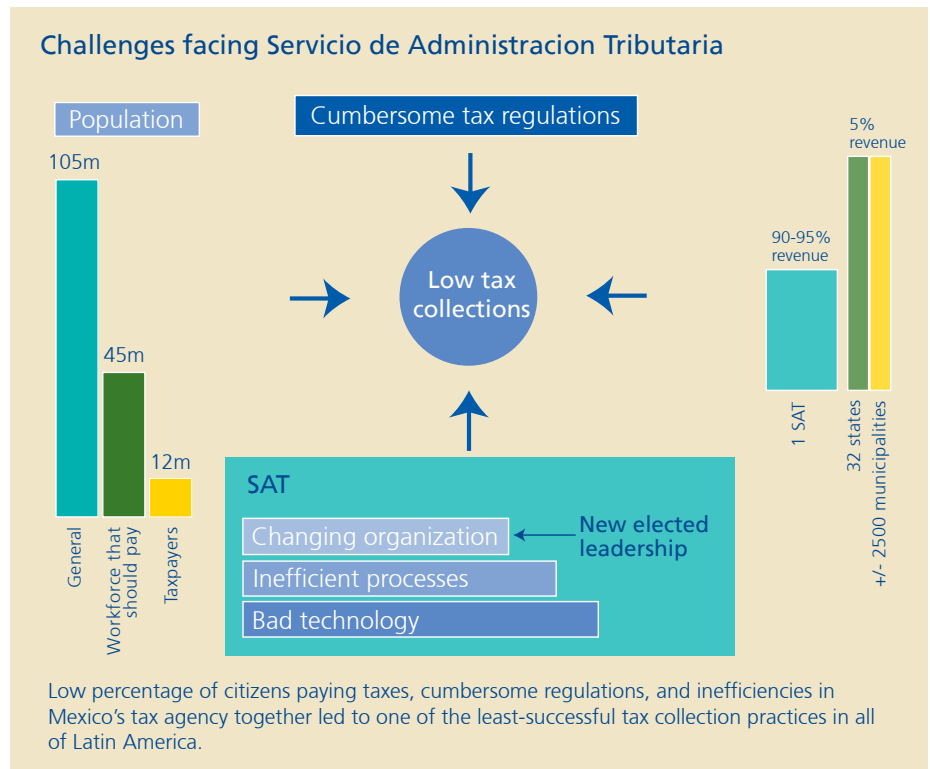 Challenges facing Servicio de Administracion Tributaria
Population
105m
45m
12m
General
Workforce that
should pay
Taxpayers
Cumbersome tax regulations
Low tax
collections
5%
revenue
90-95%
revenue
1 SAT
32 states
+/- 2500 municipalities
SAT
Changing organization
New elected
leadership
Inefficient processes
Bad technology
Low percentage of citizens paying taxes, cumbersome regulations, and inefficiencies in
Mexico’s tax agency together led to one of the least-successful tax collection practices in all
of Latin America.